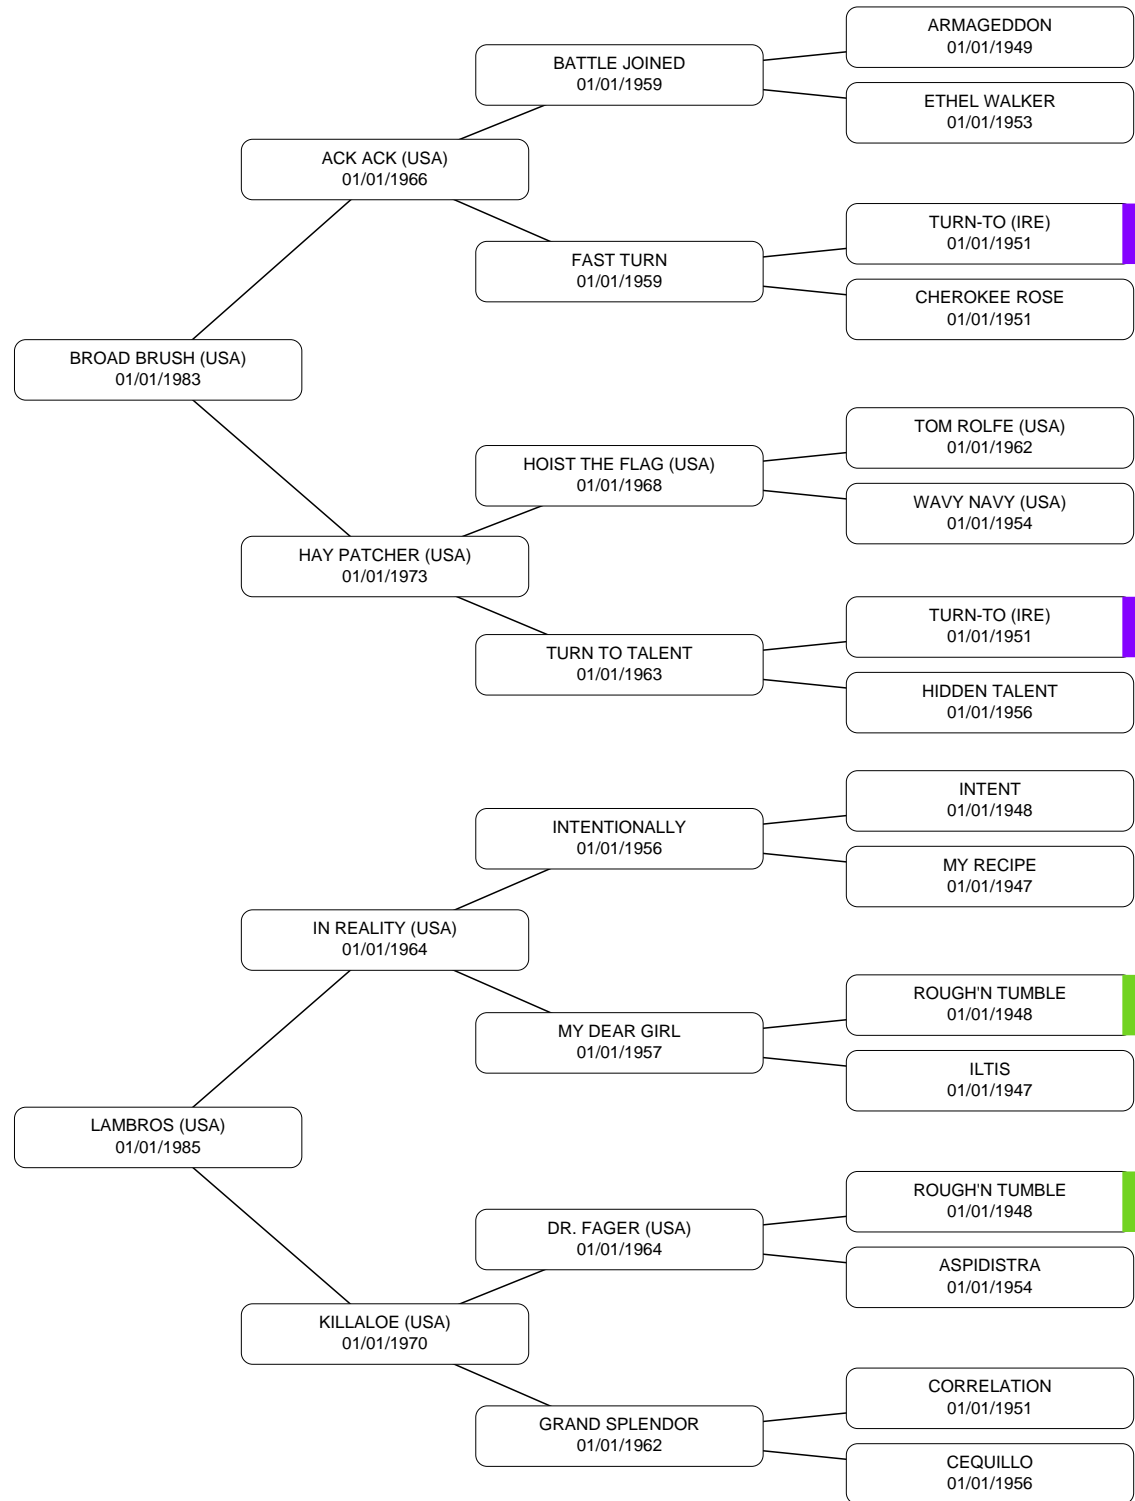 ARMAGEDDON
01/01/1949
BATTLE JOINED
01/01/1959
ETHEL WALKER
01/01/1953
ACK ACK (USA)
01/01/1966
TURN-TO (IRE)
01/01/1951
FAST TURN
01/01/1959
CHEROKEE ROSE
01/01/1951
BROAD BRUSH (USA)
01/01/1983
TOM ROLFE (USA)
01/01/1962
HOIST THE FLAG (USA)
01/01/1968
WAVY NAVY (USA)
01/01/1954
HAY PATCHER (USA)
01/01/1973
TURN-TO (IRE)
01/01/1951
TURN TO TALENT
01/01/1963
HIDDEN TALENT
01/01/1956
INTENT
01/01/1948
INTENTIONALLY
01/01/1956
MY RECIPE
01/01/1947
IN REALITY (USA)
01/01/1964
ROUGH'N TUMBLE
01/01/1948
MY DEAR GIRL
01/01/1957
ILTIS
01/01/1947
LAMBROS (USA)
01/01/1985
ROUGH'N TUMBLE
01/01/1948
DR. FAGER (USA)
01/01/1964
ASPIDISTRA
01/01/1954
KILLALOE (USA)
01/01/1970
CORRELATION
01/01/1951
GRAND SPLENDOR
01/01/1962
CEQUILLO
01/01/1956